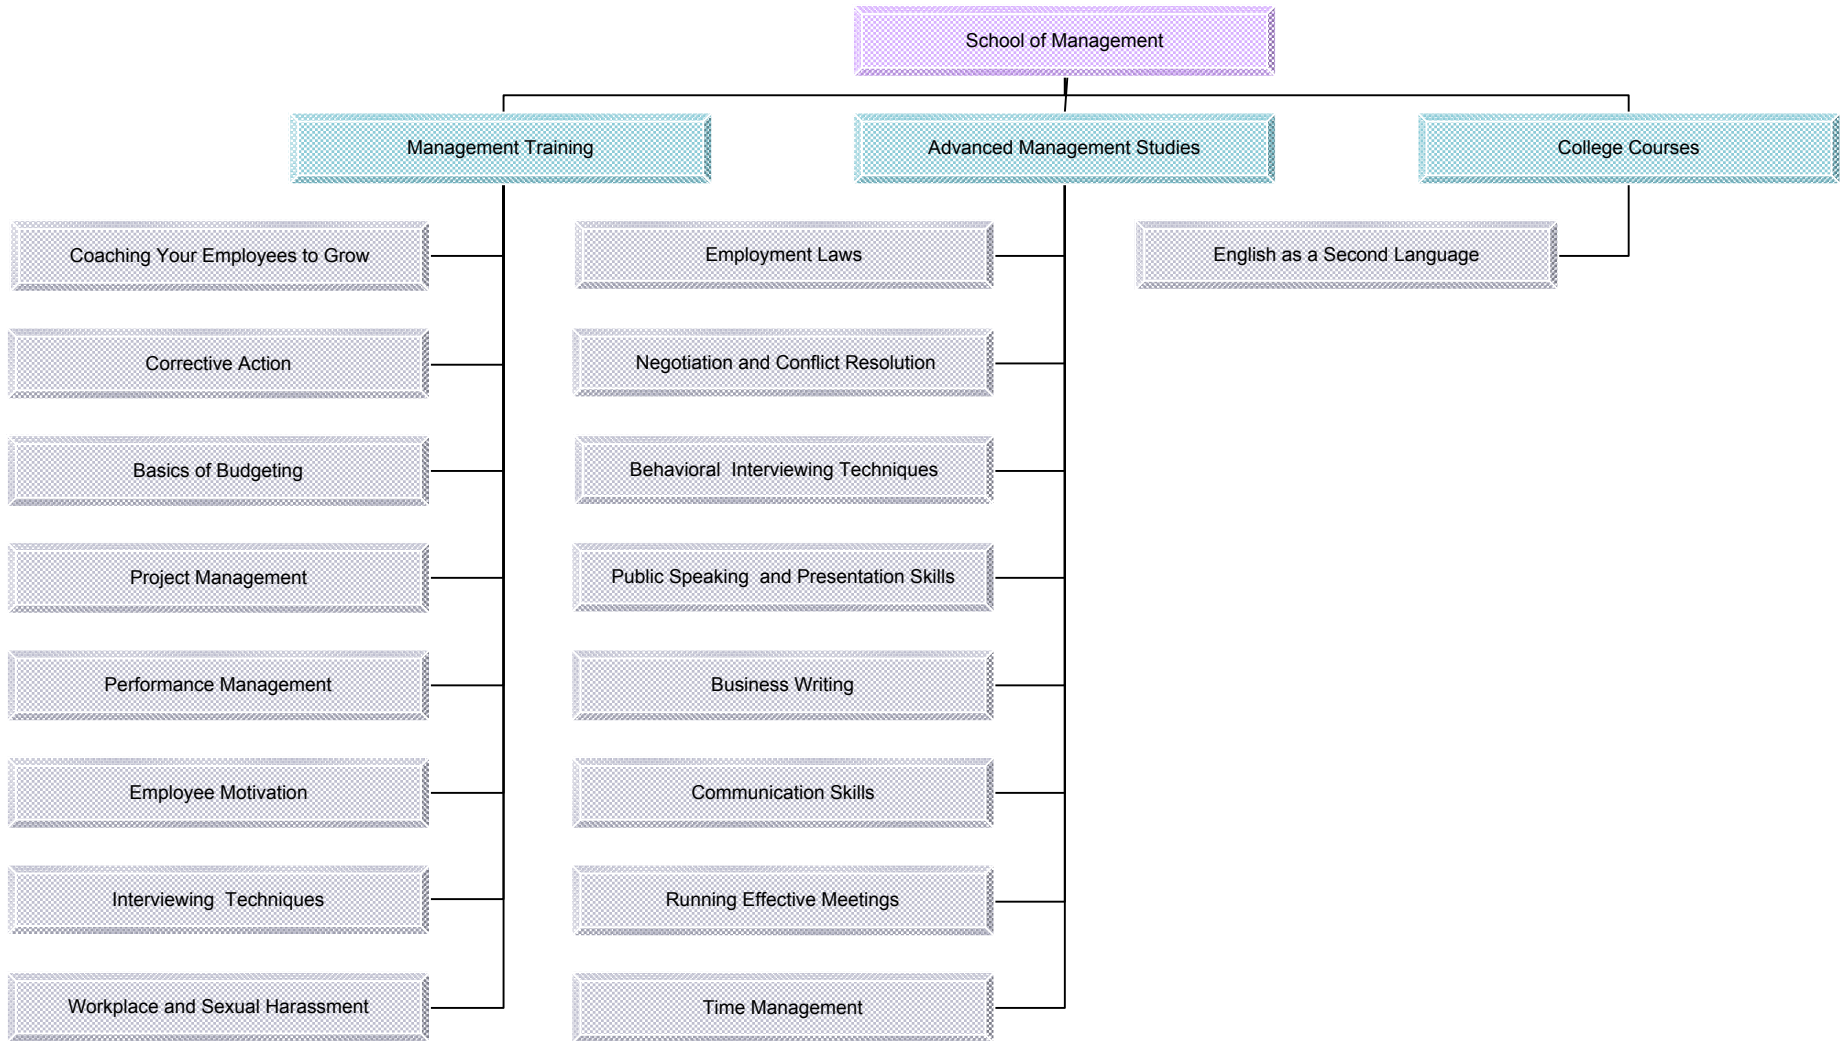 School of Management
Management Training
Advanced Management Studies
College Courses
Coaching Your Employees to Grow
Employment Laws
English as a Second Language
Corrective Action
Negotiation and Conflict Resolution
Basics of Budgeting
Behavioral  Interviewing Techniques
Project Management
Public Speaking  and Presentation Skills
Performance Management
Business Writing
Employee Motivation
Communication Skills
Interviewing  Techniques
Running Effective Meetings
Workplace and Sexual Harassment
Time Management